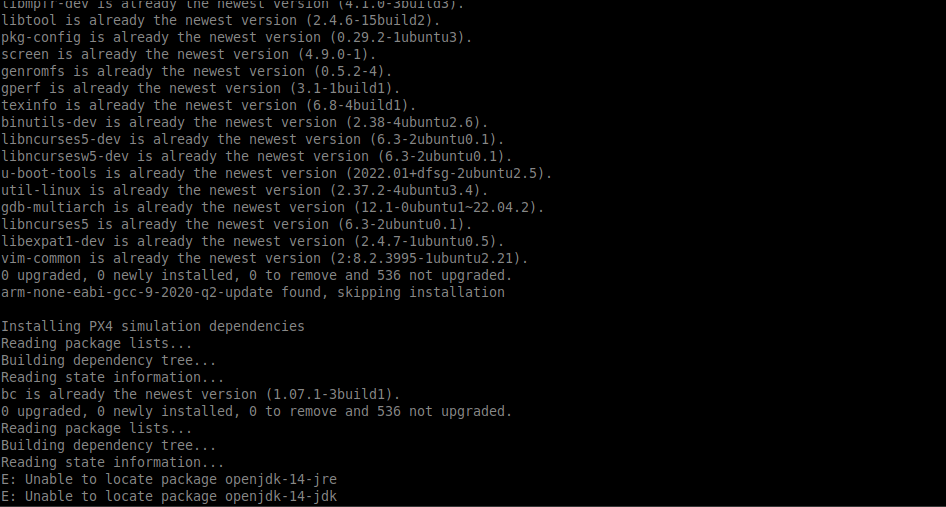 libmpfr-dev is already the newest version (4.1.0-3build3).
libtool is already the newest version (2.4.6-15build2).
pkg-config is already the newest version (0.29.2-1ubuntu3).
screen is already the newest version (4.9.0-1).
genromfs is already the newest version (0.5.2-4).
gperf is already the newest version (3.1-1build1).
texinfo is already the newest version (6.8-4build1).
binutils-dev is already the newest version (2.38-4ubuntu2.6).
libncurses5-dev is already the newest version (6.3-2ubuntu0.1).
libncursesw5-dev is already the newest version (6.3-2ubuntu0.1).
u-boot-tools is already the newest version (2022.01+dfsg-2ubuntu2.5).
util-linux is already the newest version (2.37.2-4ubuntu3.4).
gdb-multiarch is already the newest version (12.1-0ubuntu1~22.04.2).
libncurses5 is already the newest version (6.3-2ubuntu0.1).
libexpat1-dev is already the newest version (2.4.7-1ubuntu0.5).
vim-common is already the newest version (2:8.2.3995-1ubuntu2.21).
0 upgraded, 0 newly installed, 0 to remove and 536 not upgraded.
arm-none-eabi-gcc-9-2020-q2-update found, skipping installation

Installing PX4 simulation dependencies
Reading package lists...
Building dependency tree...
Reading state information...
bc is already the newest version (1.07.1-3build1).
0 upgraded, 0 newly installed, 0 to remove and 536 not upgraded.
Reading package lists...
Building dependency tree...
Reading state information...
E: Unable to locate package openjdk-14-jre
E: Unable to locate package openjdk-14-jdk